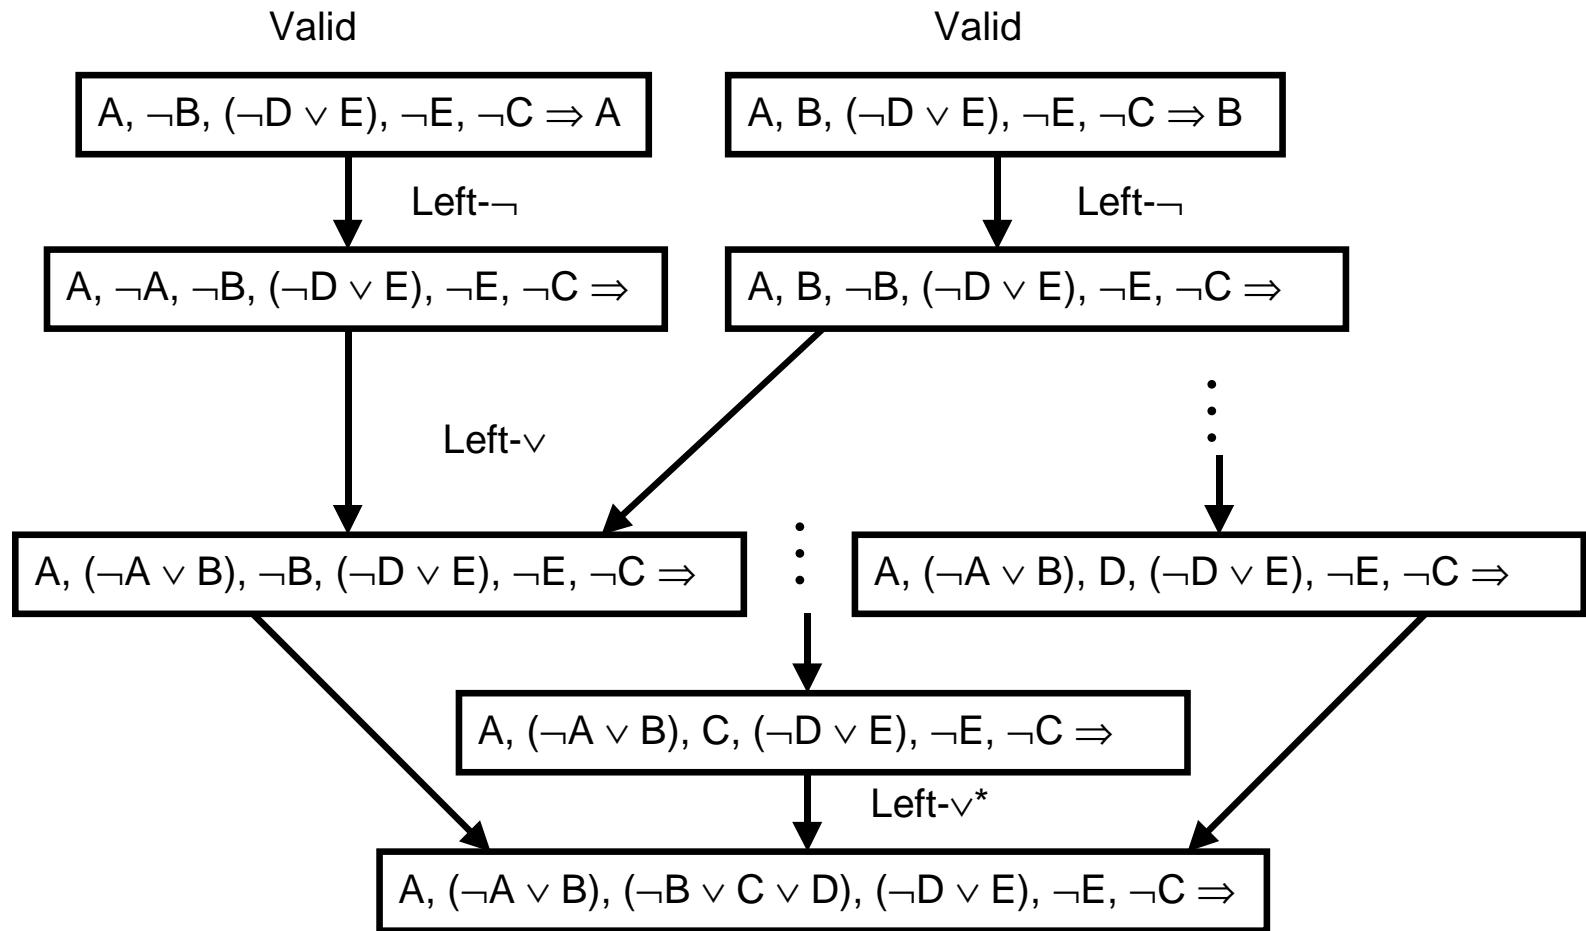 Valid
Valid
A, ¬B, (¬D ∨ E), ¬E, ¬C ⇒ A
A, B, (¬D ∨ E), ¬E, ¬C ⇒ B
Left-¬
Left-¬
A, ¬A, ¬B, (¬D ∨ E), ¬E, ¬C ⇒
A, B, ¬B, (¬D ∨ E), ¬E, ¬C ⇒
Left-∨
A, (¬A ∨ B), ¬B, (¬D ∨ E), ¬E, ¬C ⇒
A, (¬A ∨ B), D, (¬D ∨ E), ¬E, ¬C ⇒
A, (¬A ∨ B), C, (¬D ∨ E), ¬E, ¬C ⇒
Left-∨*
A, (¬A ∨ B), (¬B ∨ C ∨ D), (¬D ∨ E), ¬E, ¬C ⇒